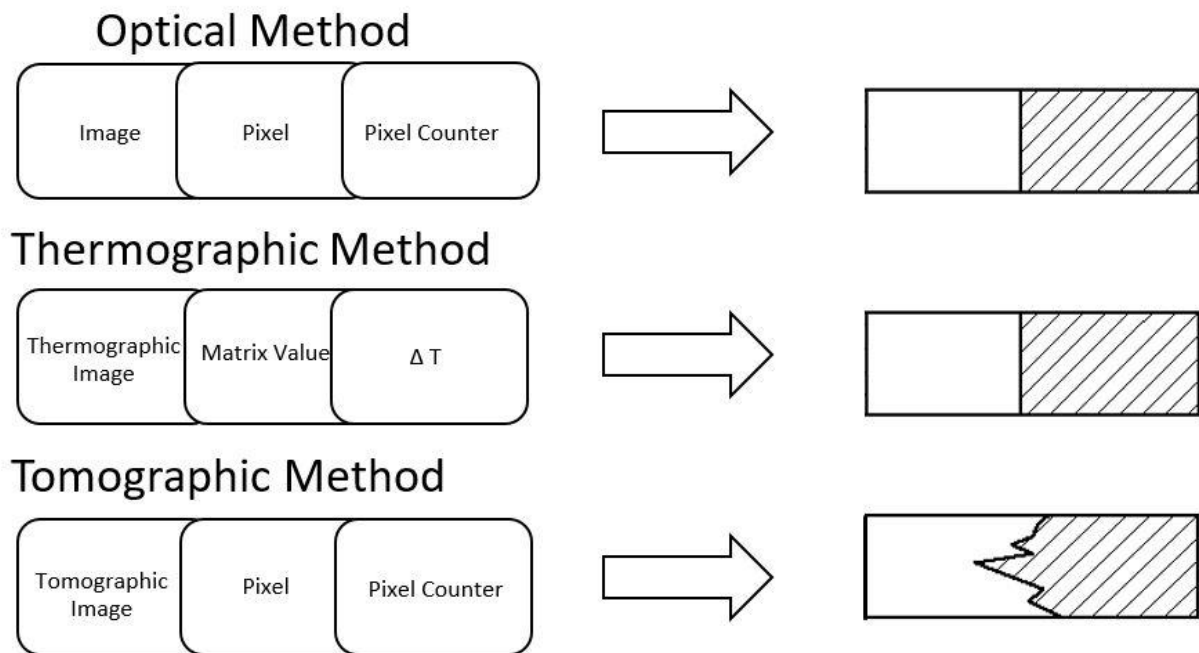 Optical Method
Image
Pixel
Pixel Counter
Thermographic Method
Thermographic
Image
Matrix Value
Δ T
Tomographic Method
Tomographic
Image
Pixel
Pixel Counter